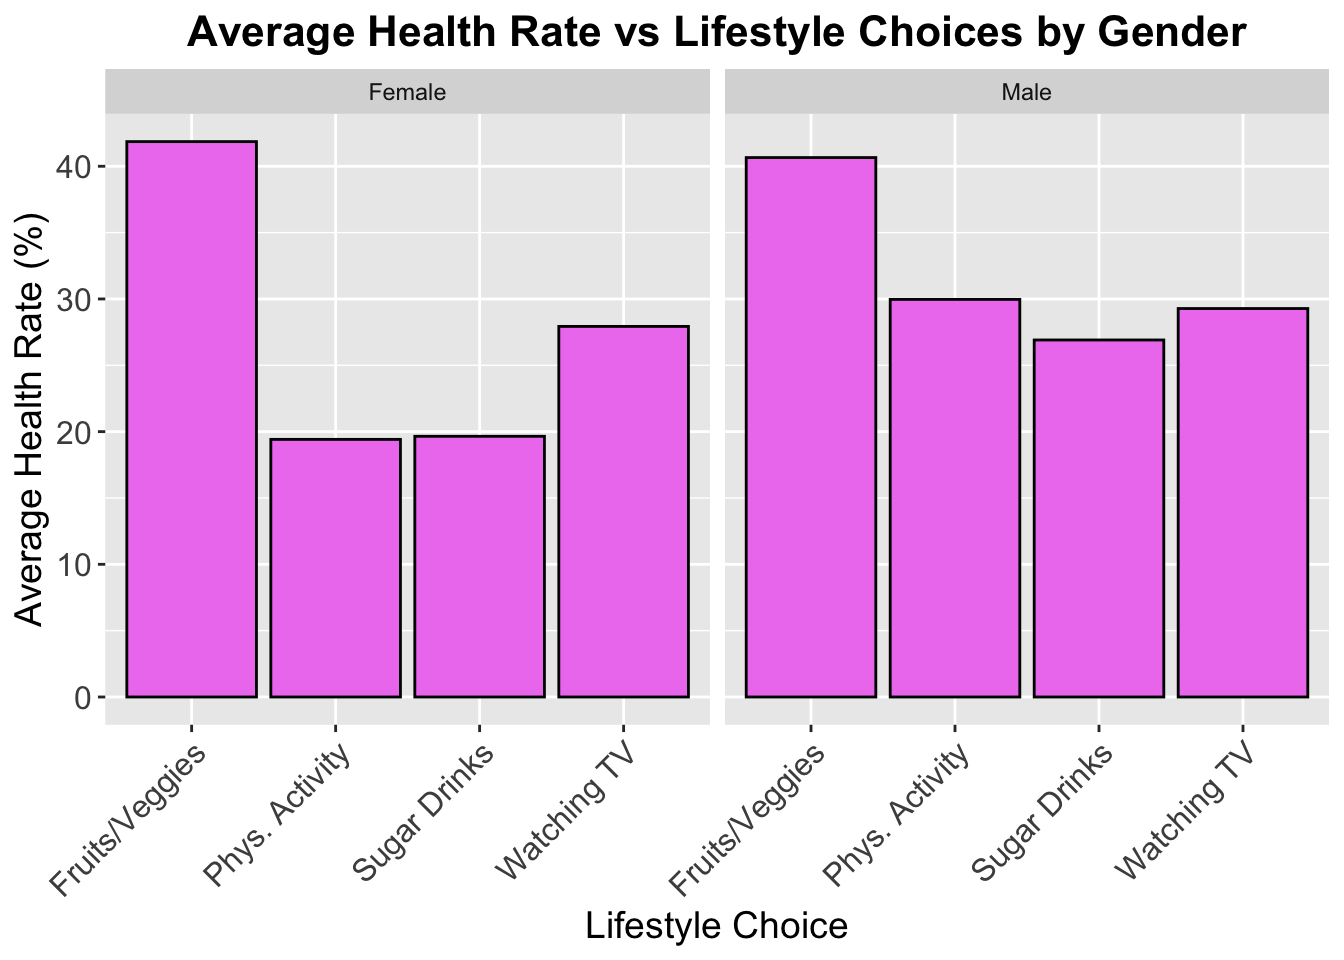 Average Health Rate vs Lifestyle Choices by Gender
Female
Male
Average Health Rate (%)
40
30
20
10
0
Fruits/Veggies
Phys. Activity
Sugar Drinks
Watching TV
Fruits/Veggies
Phys. Activity
Sugar Drinks
Watching TV
Lifestyle Choice